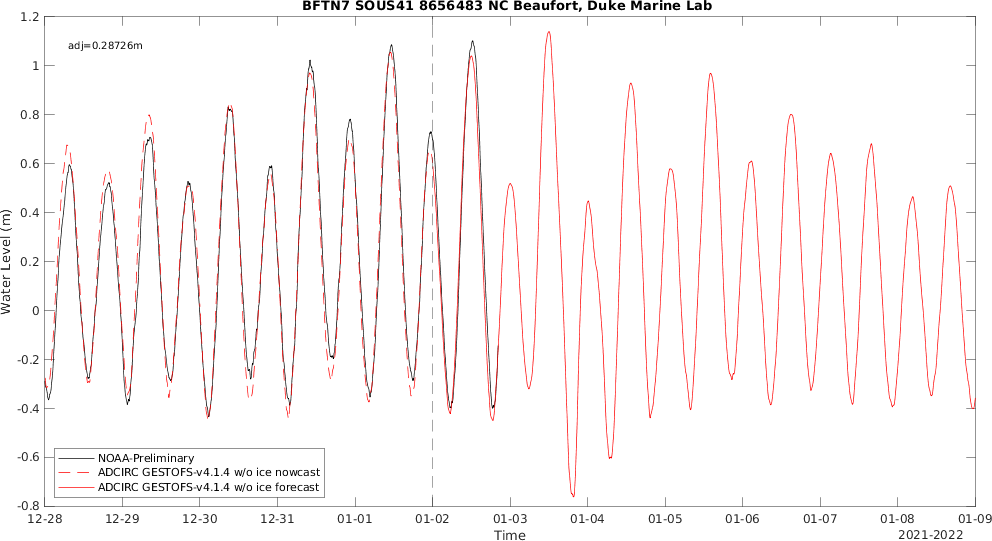 BFTN7 SOUS41 8656483 NC Beaufort, Duke Marine Lab
adj=0.28726m
1.2
1
0.8
0.6
0.4
0.2
0
-0.2
-0.4
-0.6
-0.8
Water Level (m)
NOAA-Preliminary
ADCIRC GESTOFS-v4.1.4 w/o ice nowcast
ADCIRC GESTOFS-v4.1.4 w/o ice forecast
12-28 12-29 12-30 12-31 01-01 01-02 01-03 01-04 01-05 01-06 01-07 01-08 01-09
Time
2021-2022